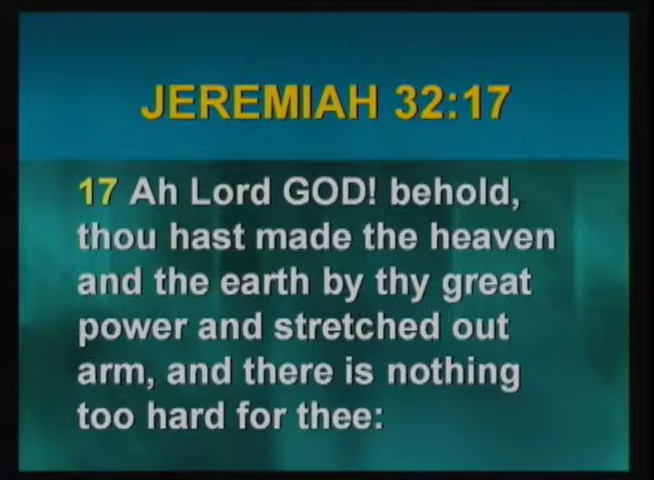 JEREMIAH 32:17
17 Ah Lord GOD! behold,
thou hast made the heaven
and the earth by thy great
power and stretched out
arm, and there is nothing
too hard for thee: